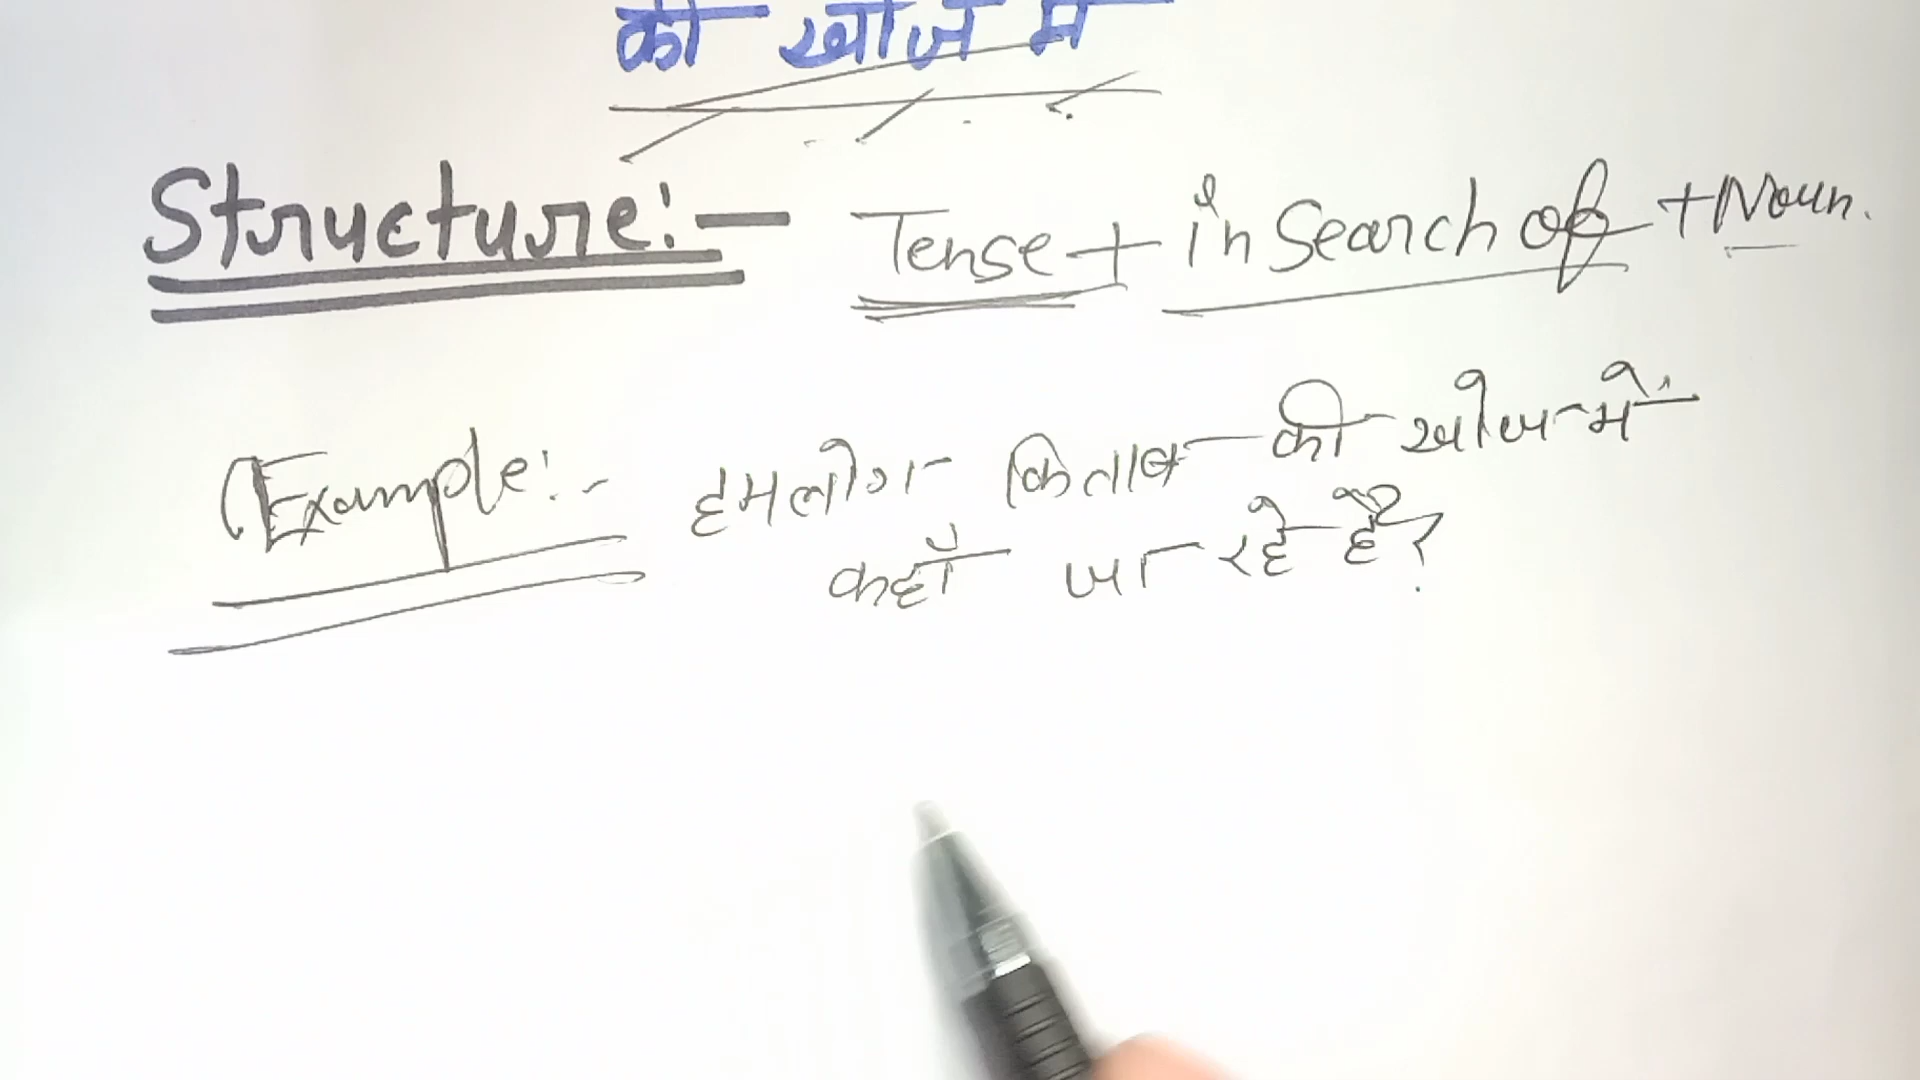 की खोज में
Structure:- Tense + in Search of + Noun.
Example:- हमलोग किताब की खोज में
कहाँ जा रहे हैं?